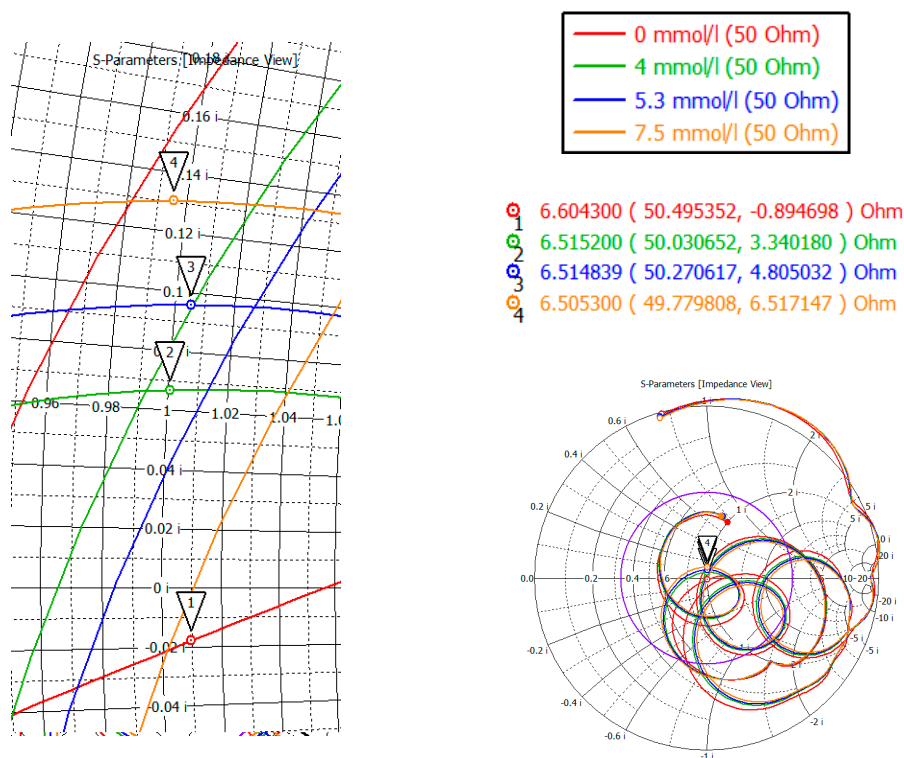 S-Parameters [Impedance View]
0.18 i
0.16 i
4
0.14 i
0.12 i
3
0.1 i
2
0.96
0.98
1
1.02
1.04
0.04 i
0.02 i
0 i
1
-0.02 i
-0.04 i
0 mmol/l (50 Ohm)
4 mmol/l (50 Ohm)
5.3 mmol/l (50 Ohm)
7.5 mmol/l (50 Ohm)
1 6.604300 ( 50.495352, -0.894698 ) Ohm
2 6.515200 ( 50.030652, 3.340180 ) Ohm
3 6.514839 ( 50.270617, 4.805032 ) Ohm
4 6.505300 ( 49.779808, 6.517147 ) Ohm
S-Parameters [Impedance View]
1 i
0.6 i
2 i
0.4 i
2
5 i
0.2 i
1 i
5 i
10 i
4
20 i
0.0
0.2
0.4
10
20
-20 i
-10 i
-0.2 i
-5 i
-0.4 i
-2 i
-0.6 i
-1 i